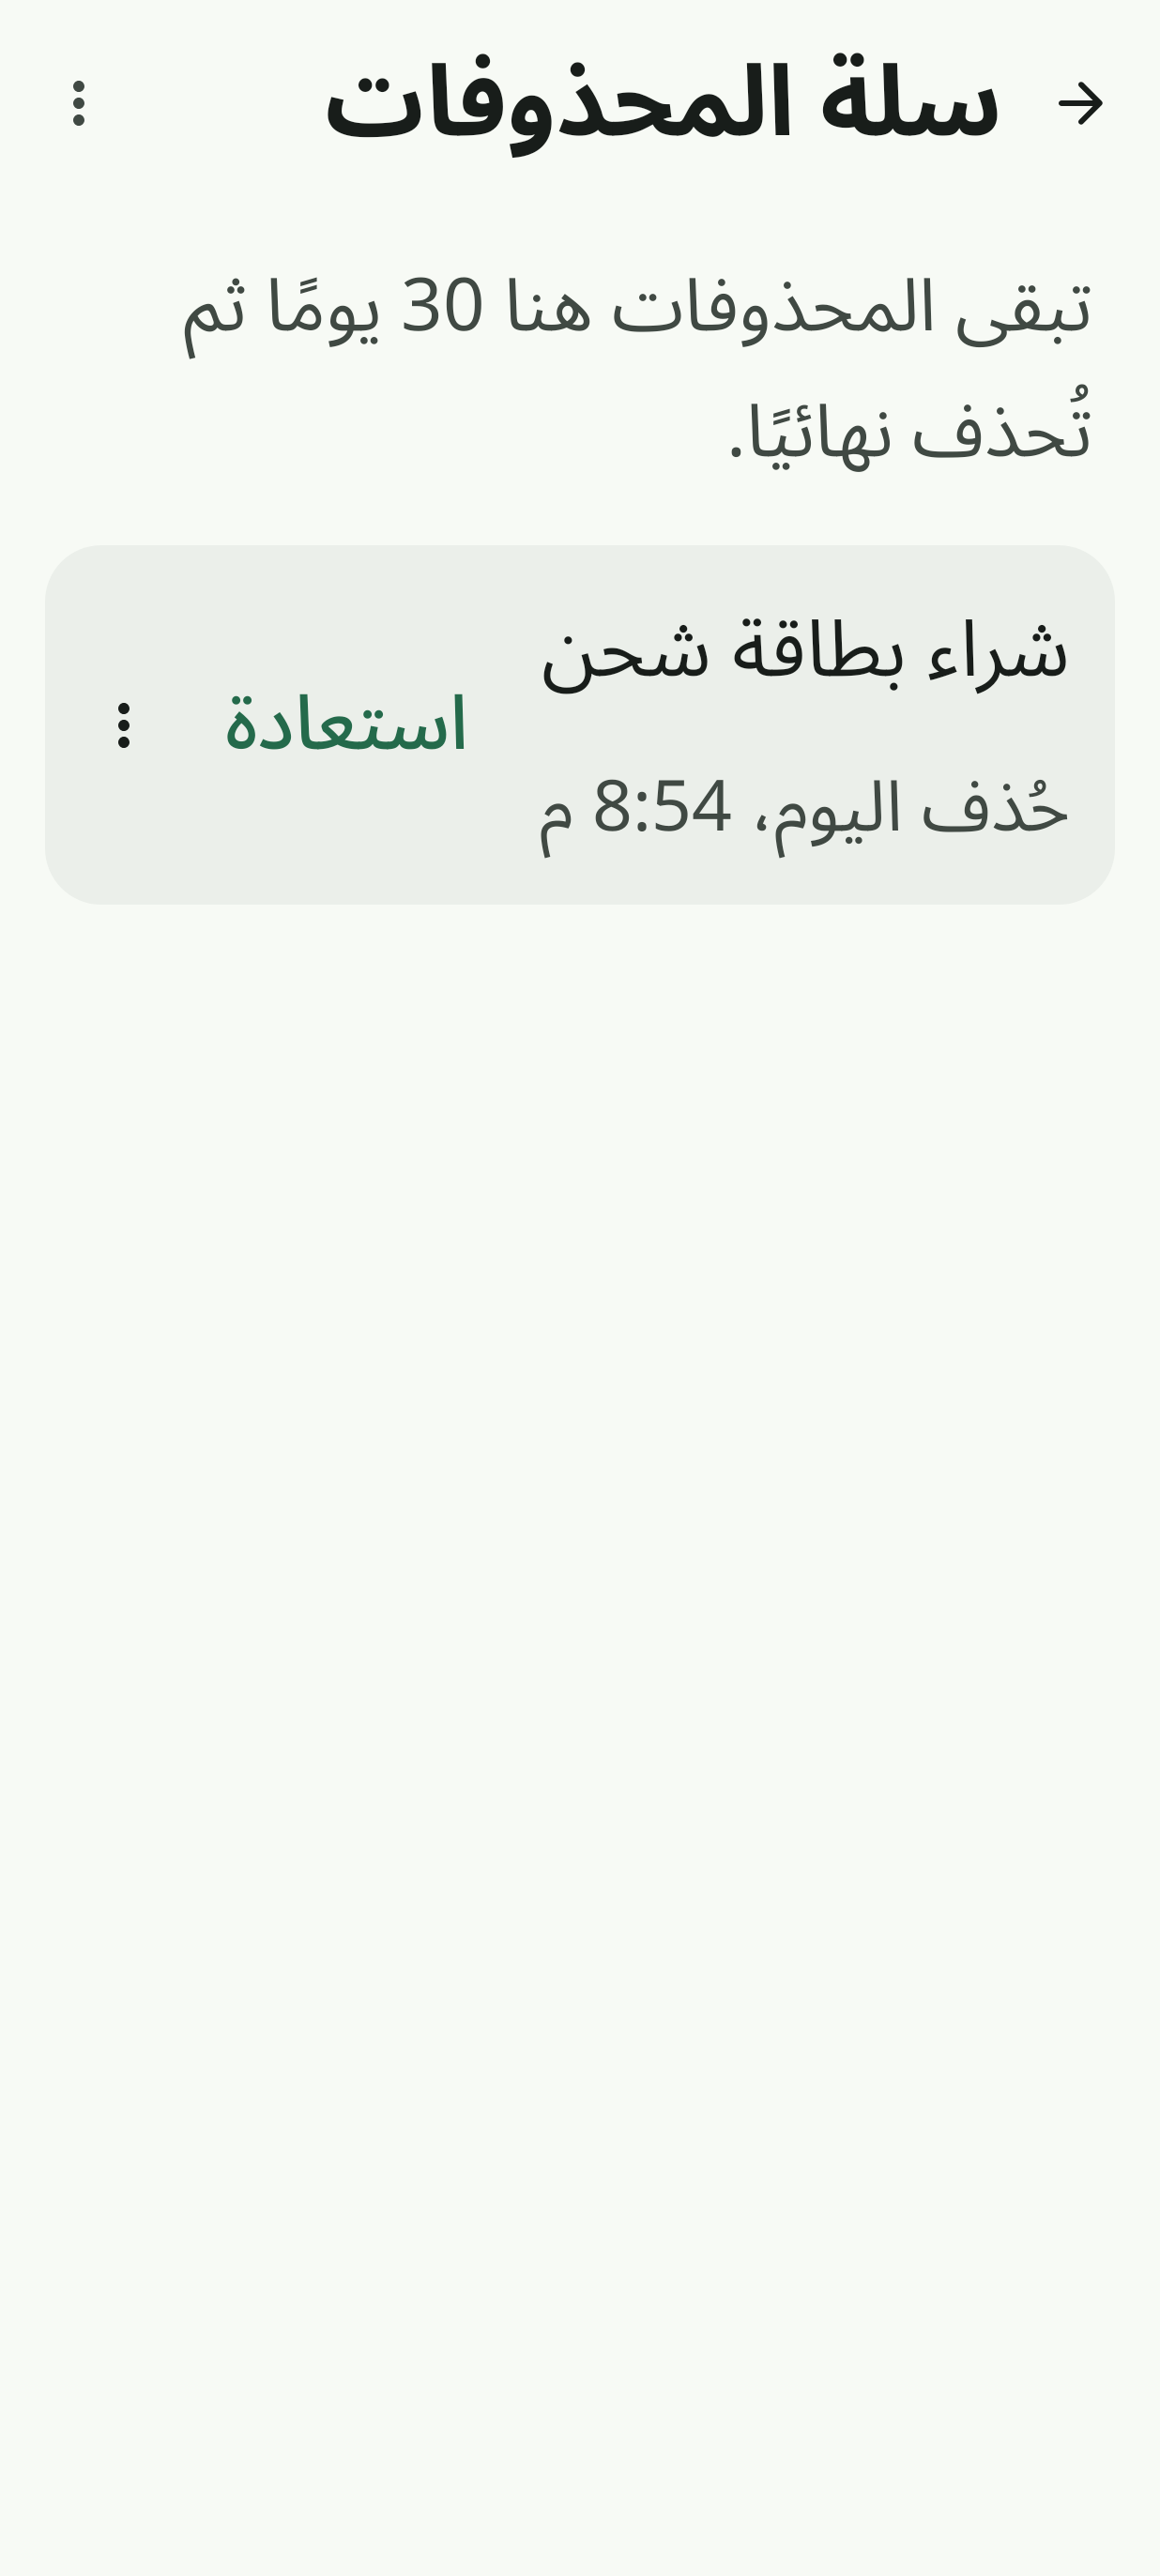 سلة المحذوفات
تبقى المحذوفات هنا 30 يومًا ثم
تُحذف نهائيًا.
شراء بطاقة شحن
استعادة
حُذف اليوم، 8:54 م